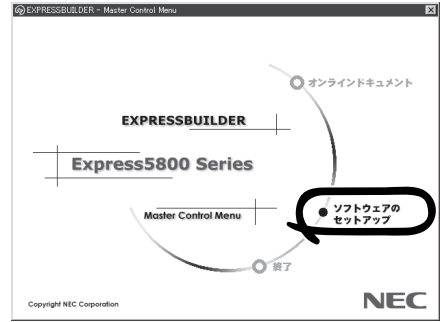 EXPRESSBUILDER - Master Control Menu
オンラインドキュメント
EXPRESSBUILDER
Express5800 Series
Master Control Menu
ソフトウェアの
セットアップ
終了
Copyright NEC Corporation
NEC